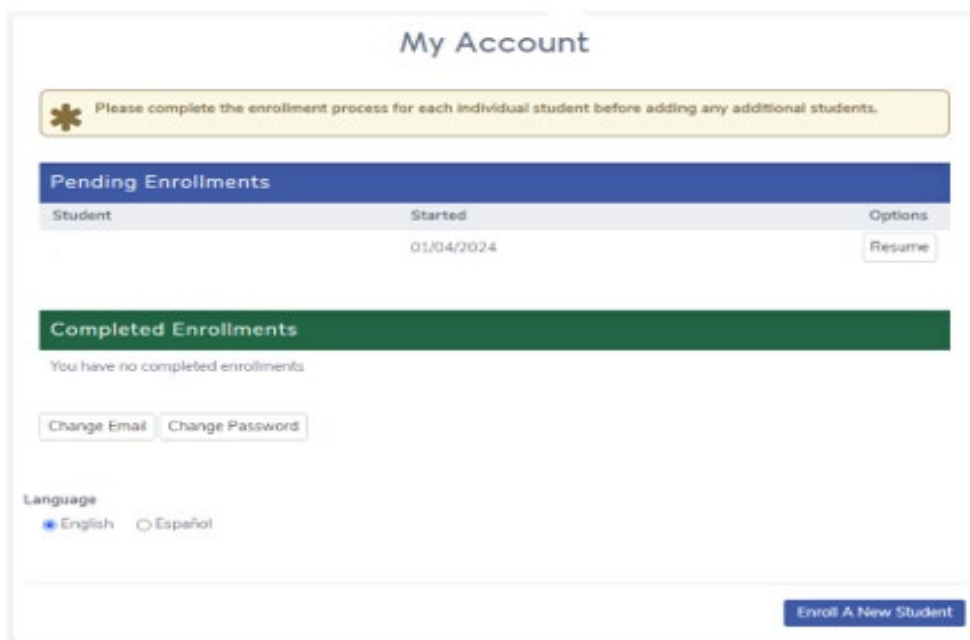 My Account
Please complete the enrollment process for each individual student before adding any additional students.
Pending Enrollments
Student Started Options
01/04/2024 Resume
Completed Enrollments
You have no completed enrollments
Change Email Change Password
Language
English Español
Enroll A New Student